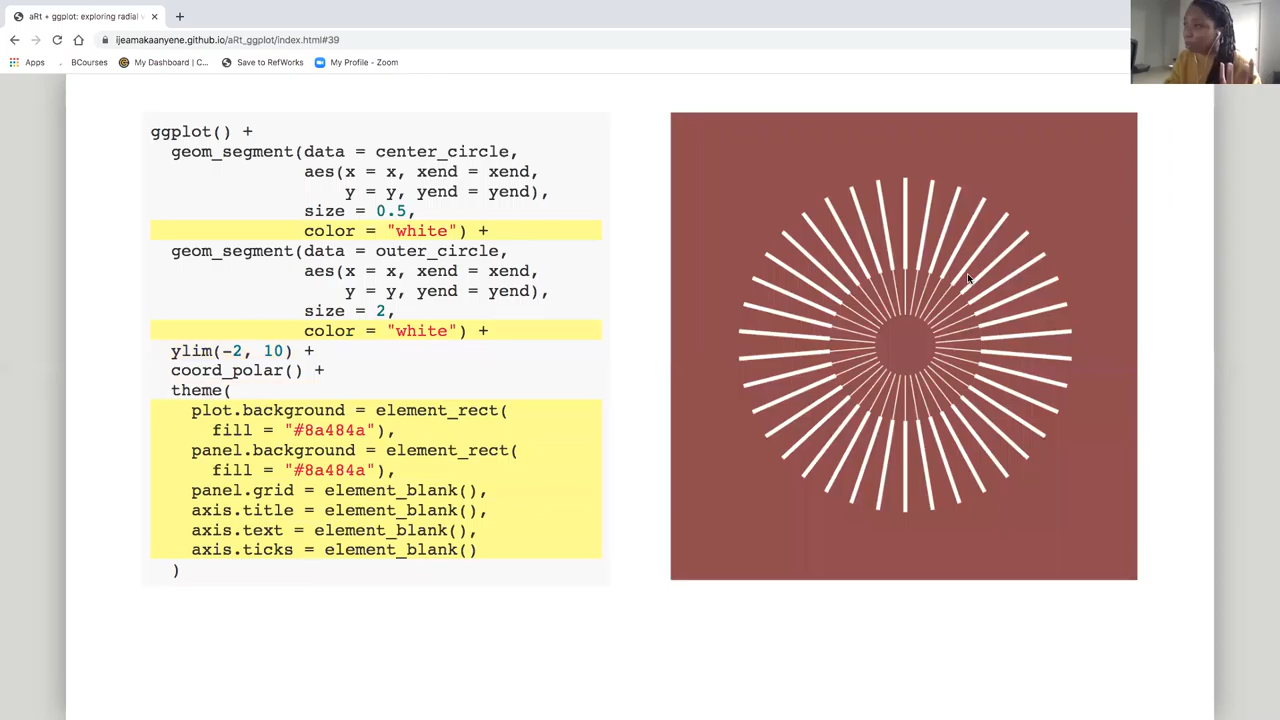 aRt + ggplot: exploring radial
ijeamakaanyene.github.io/aRt_ggplot/index.html#39
Apps
BCourses
My Dashboard | C...
Save to RefWorks
My Profile - Zoom
ggplot() +
  geom_segment(data = center_circle,
               aes(x = x, xend = xend,
                   y = y, yend = yend),
               size = 0.5,
               color = "white") +
  geom_segment(data = outer_circle,
               aes(x = x, xend = xend,
                   y = y, yend = yend),
               size = 2,
               color = "white") +
  ylim(-2, 10) +
  coord_polar() +
  theme(
    plot.background = element_rect(
      fill = "#8a484a"),
    panel.background = element_rect(
      fill = "#8a484a"),
    panel.grid = element_blank(),
    axis.title = element_blank(),
    axis.text = element_blank(),
    axis.ticks = element_blank()
  )